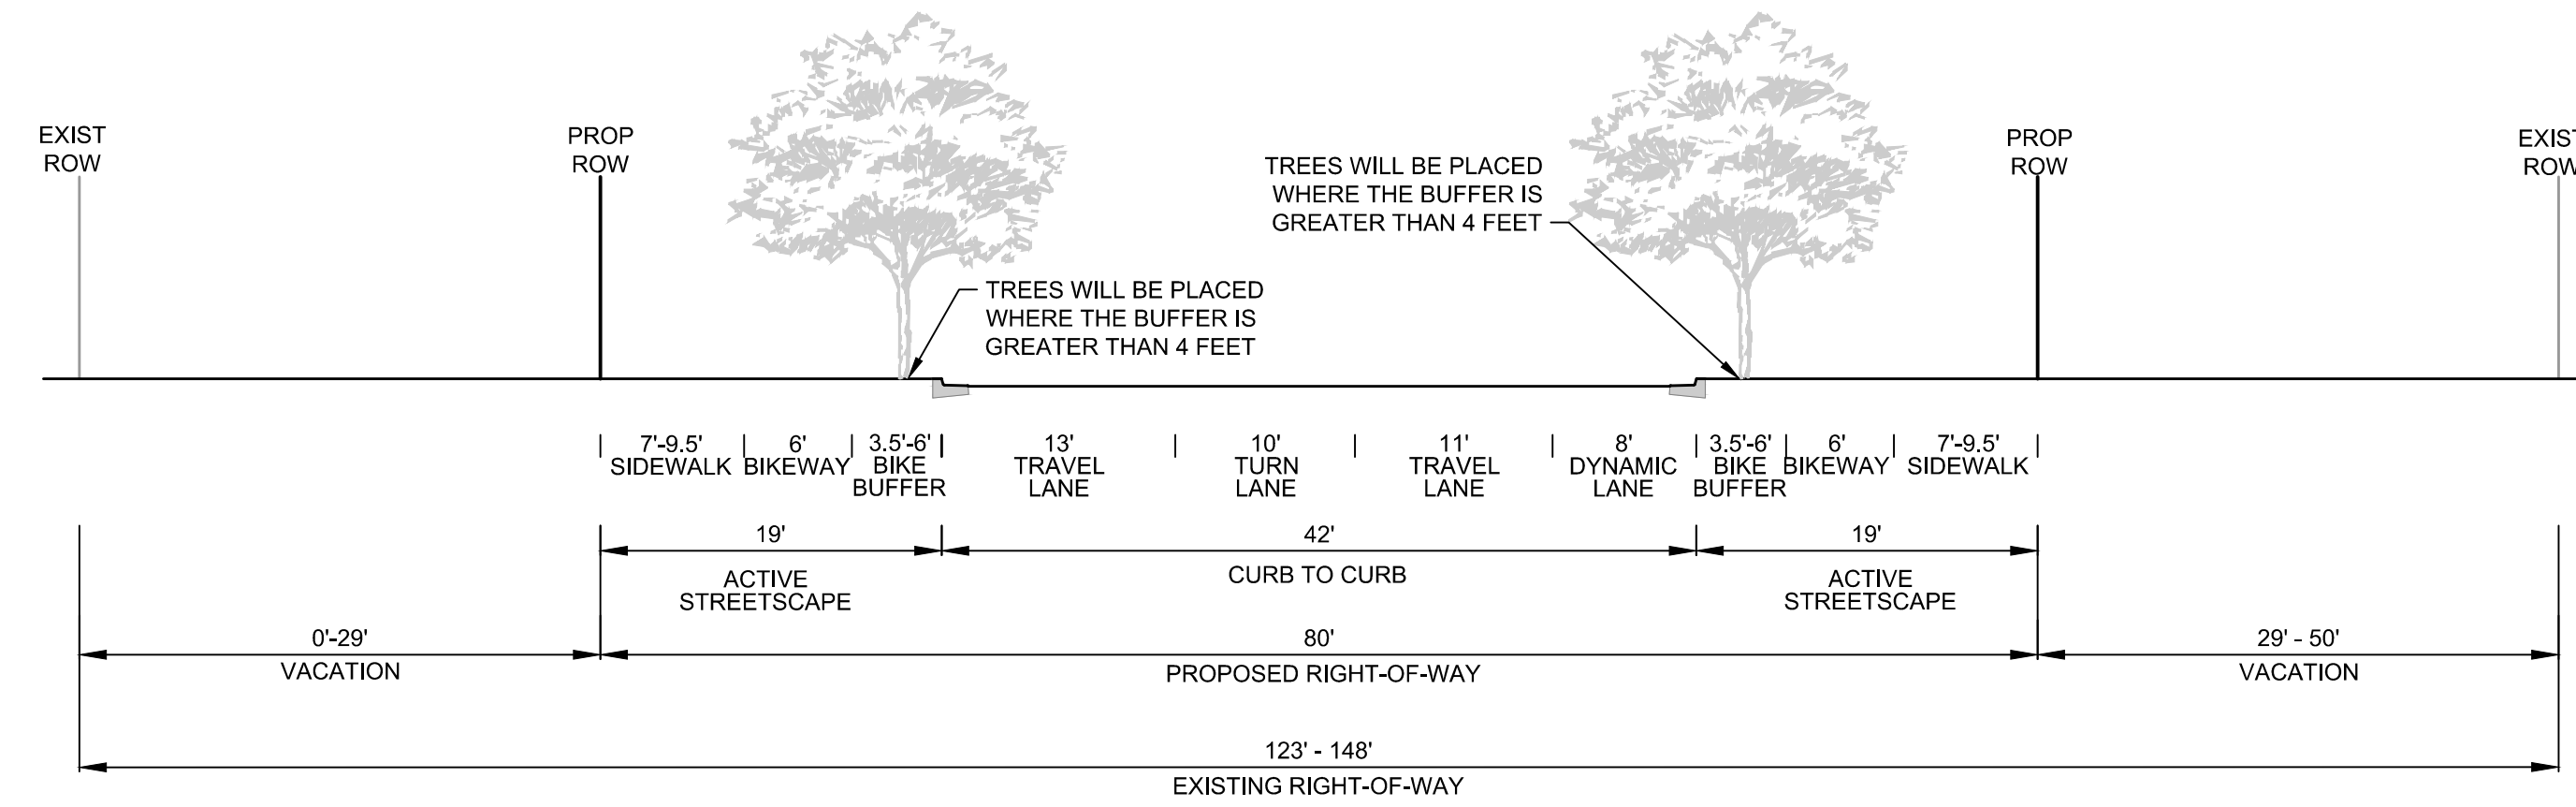 EXIST
ROW
PROP
ROW
TREES WILL BE PLACED
WHERE THE BUFFER IS
GREATER THAN 4 FEET
TREES WILL BE PLACED
WHERE THE BUFFER IS
GREATER THAN 4 FEET
PROP
ROW
EXIST
ROW
7'-9.5'
SIDEWALK
6'
BIKEWAY
3.5'-6'
BIKE
BUFFER
13'
TRAVEL
LANE
10'
TURN
LANE
11'
TRAVEL
LANE
8'
DYNAMIC
LANE
3.5'-6'
BIKE
BUFFER
6'
BIKEWAY
7'-9.5'
SIDEWALK
19'
ACTIVE
STREETSCAPE
42'
CURB TO CURB
19'
ACTIVE
STREETSCAPE
0'-29'
VACATION
80'
PROPOSED RIGHT-OF-WAY
29' - 50'
VACATION
123' - 148'
EXISTING RIGHT-OF-WAY